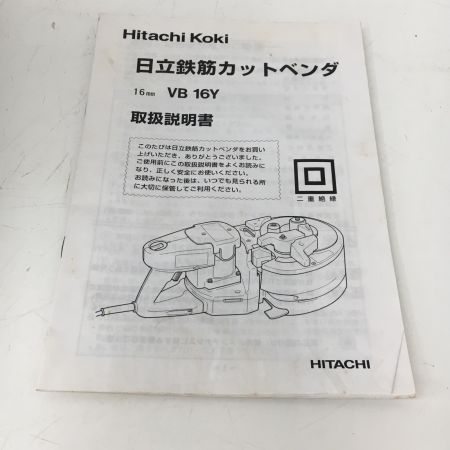 Hitachi Koki
日立鉄筋カットベンダ
16mm VB 16Y
取扱説明書
このたびは日立鉄筋カットベンダをお買い
上げいただき、ありがとうございました。
ご使用前にこの取扱説明書をよくお読みに
なり、正しく安全にお使いください。
お読みになった後は、いつでも見られる所
に大切に保管してご利用ください。
二重絶縁
HITACHI